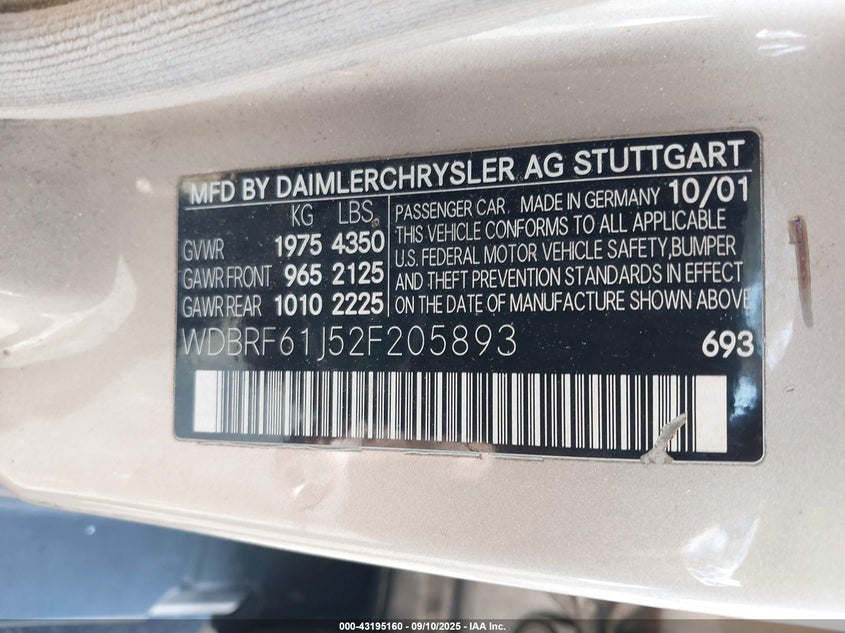 MFD BY DAIMLERCHRYSLER AG STUTTGART
KG LBS.
GVWR 1975 4350
GAWR FRONT 965 2125
GAWR REAR 1010 2225
PASSENGER CAR MADE IN GERMANY 10/01
THIS VEHICLE CONFORMS TO ALL APPLICABLE
U.S. FEDERAL MOTOR VEHICLE SAFETY, BUMPER
AND THEFT PREVENTION STANDARDS IN EFFECT
ON THE DATE OF MANUFACTURE SHOWN ABOVE
WDBRF61J52F205893 693
000-43195160 - 09/10/2025 - IAA Inc.